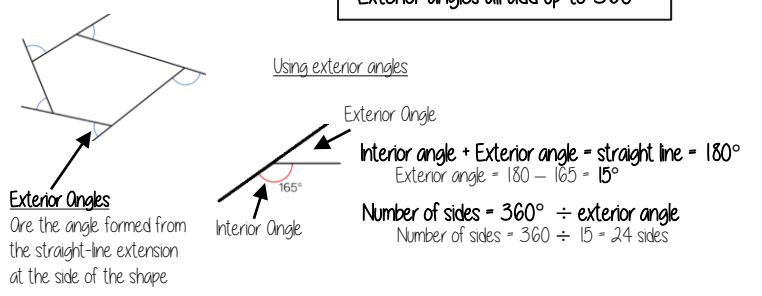 Exterior angles all add up to 360°
Using exterior angles
Exterior Angle
Interior angle + Exterior angle = straight line = 180°
Exterior angle = 180 – 165 = 15°
165°
Exterior Angles
Are the angle formed from
the straight-line extension
at the side of the shape
Interior Angle
Number of sides = 360° ÷ exterior angle
Number of sides = 360 ÷ 15 = 24 sides